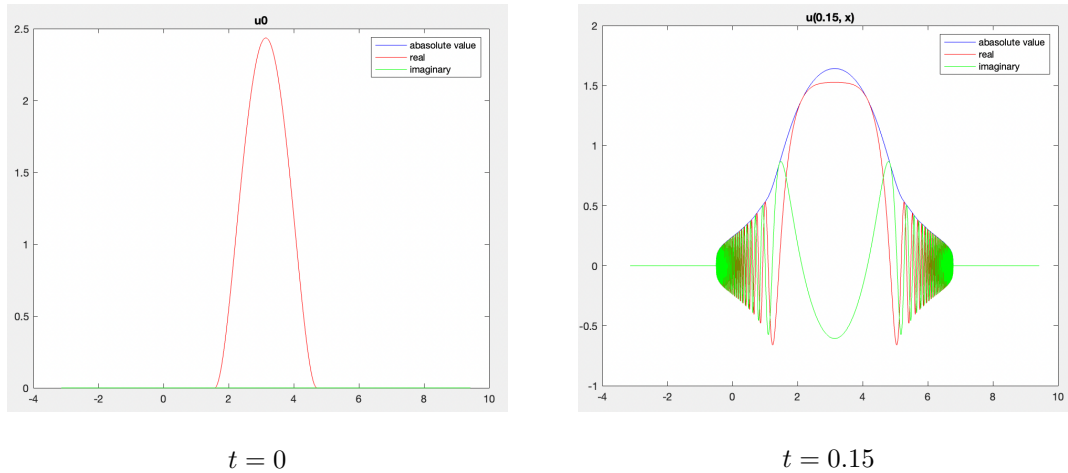 u0
2.5
2
1.5
1
0.5
0
-4 -2 0 2 4 6 8 10
abasolute value
real
imaginary
t = 0
u(0.15, x)
2
1.5
1
0.5
0
-0.5
-1
-4 -2 0 2 4 6 8 10
abasolute value
real
imaginary
t = 0.15